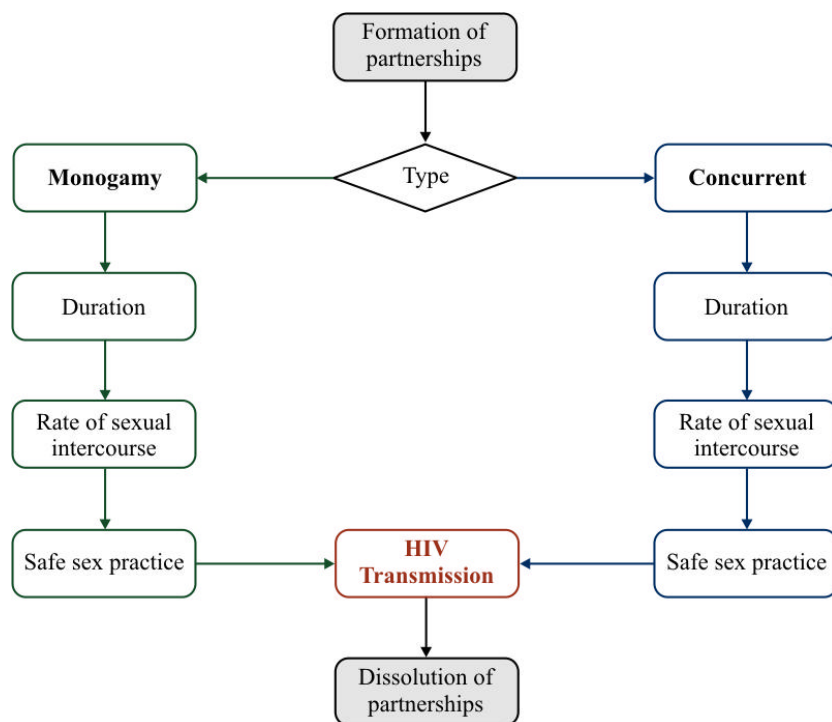 Formation of
partnerships
Monogamy
Type
Concurrent
Duration
Duration
Rate of sexual
intercourse
Rate of sexual
intercourse
Safe sex practice
HIV
Transmission
Safe sex practice
Dissolution of
partnerships